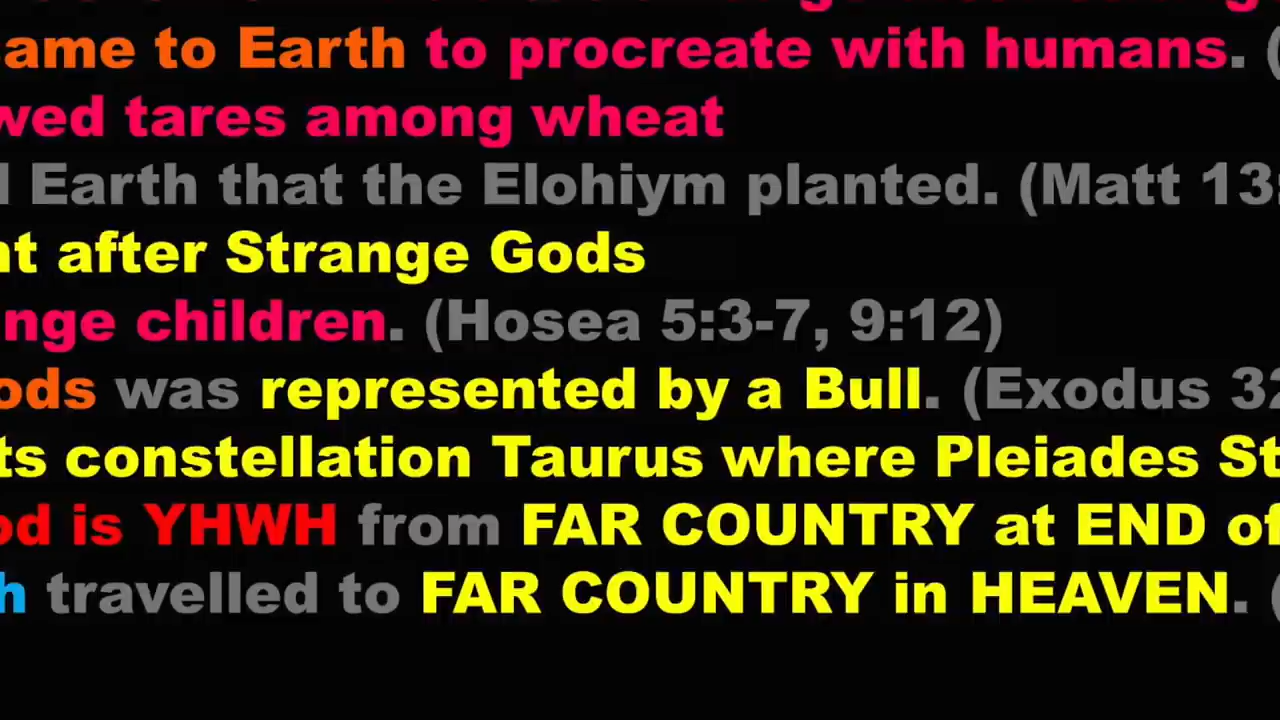 ame to Earth to procreate with humans. (
wed tares among wheat
Earth that the Elohiym planted. (Matt 13:
nt after Strange Gods
nge children. (Hosea 5:3-7, 9:12)
ods was represented by a Bull. (Exodus 32
ts constellation Taurus where Pleiades St
od is YHWH from FAR COUNTRY at END of
h travelled to FAR COUNTRY in HEAVEN. (